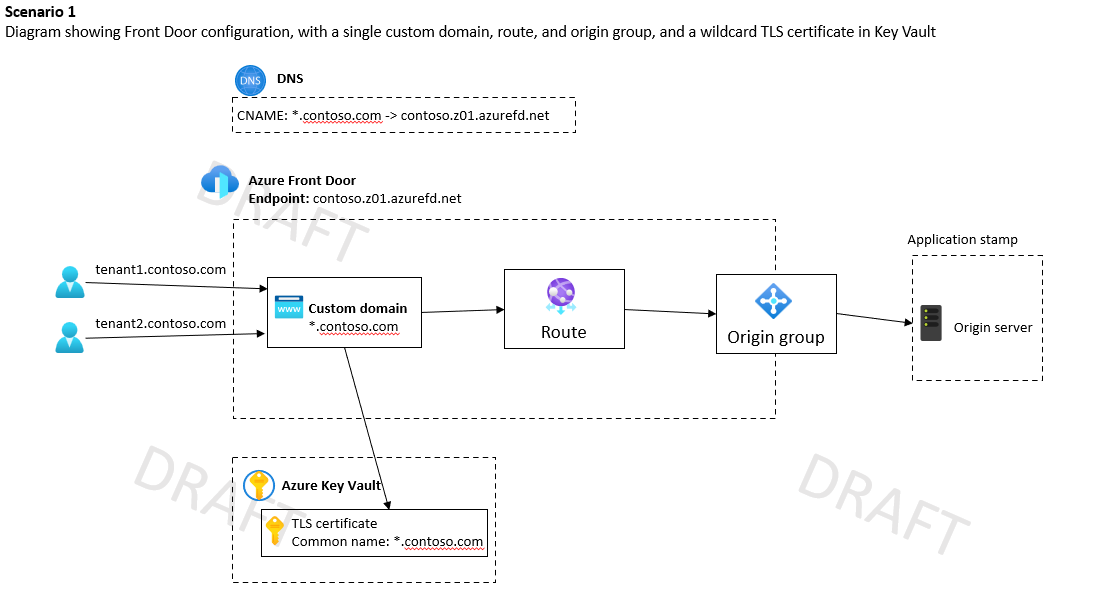 Scenario 1
Diagram showing Front Door configuration, with a single custom domain, route, and origin group, and a wildcard TLS certificate in Key Vault
DNS
DNS
CNAME: *.contoso.com -> contoso.z01.azurefd.net
DRAFT
Azure Front Door
Endpoint: contoso.z01.azurefd.net
Application stamp
tenant1.contoso.com
tenant2.contoso.com
www
Custom domain
*.contoso.com
Route
Origin group
Origin server
DRAFT
DRAFT
Azure Key Vault
TLS certificate
Common name: *.contoso.com